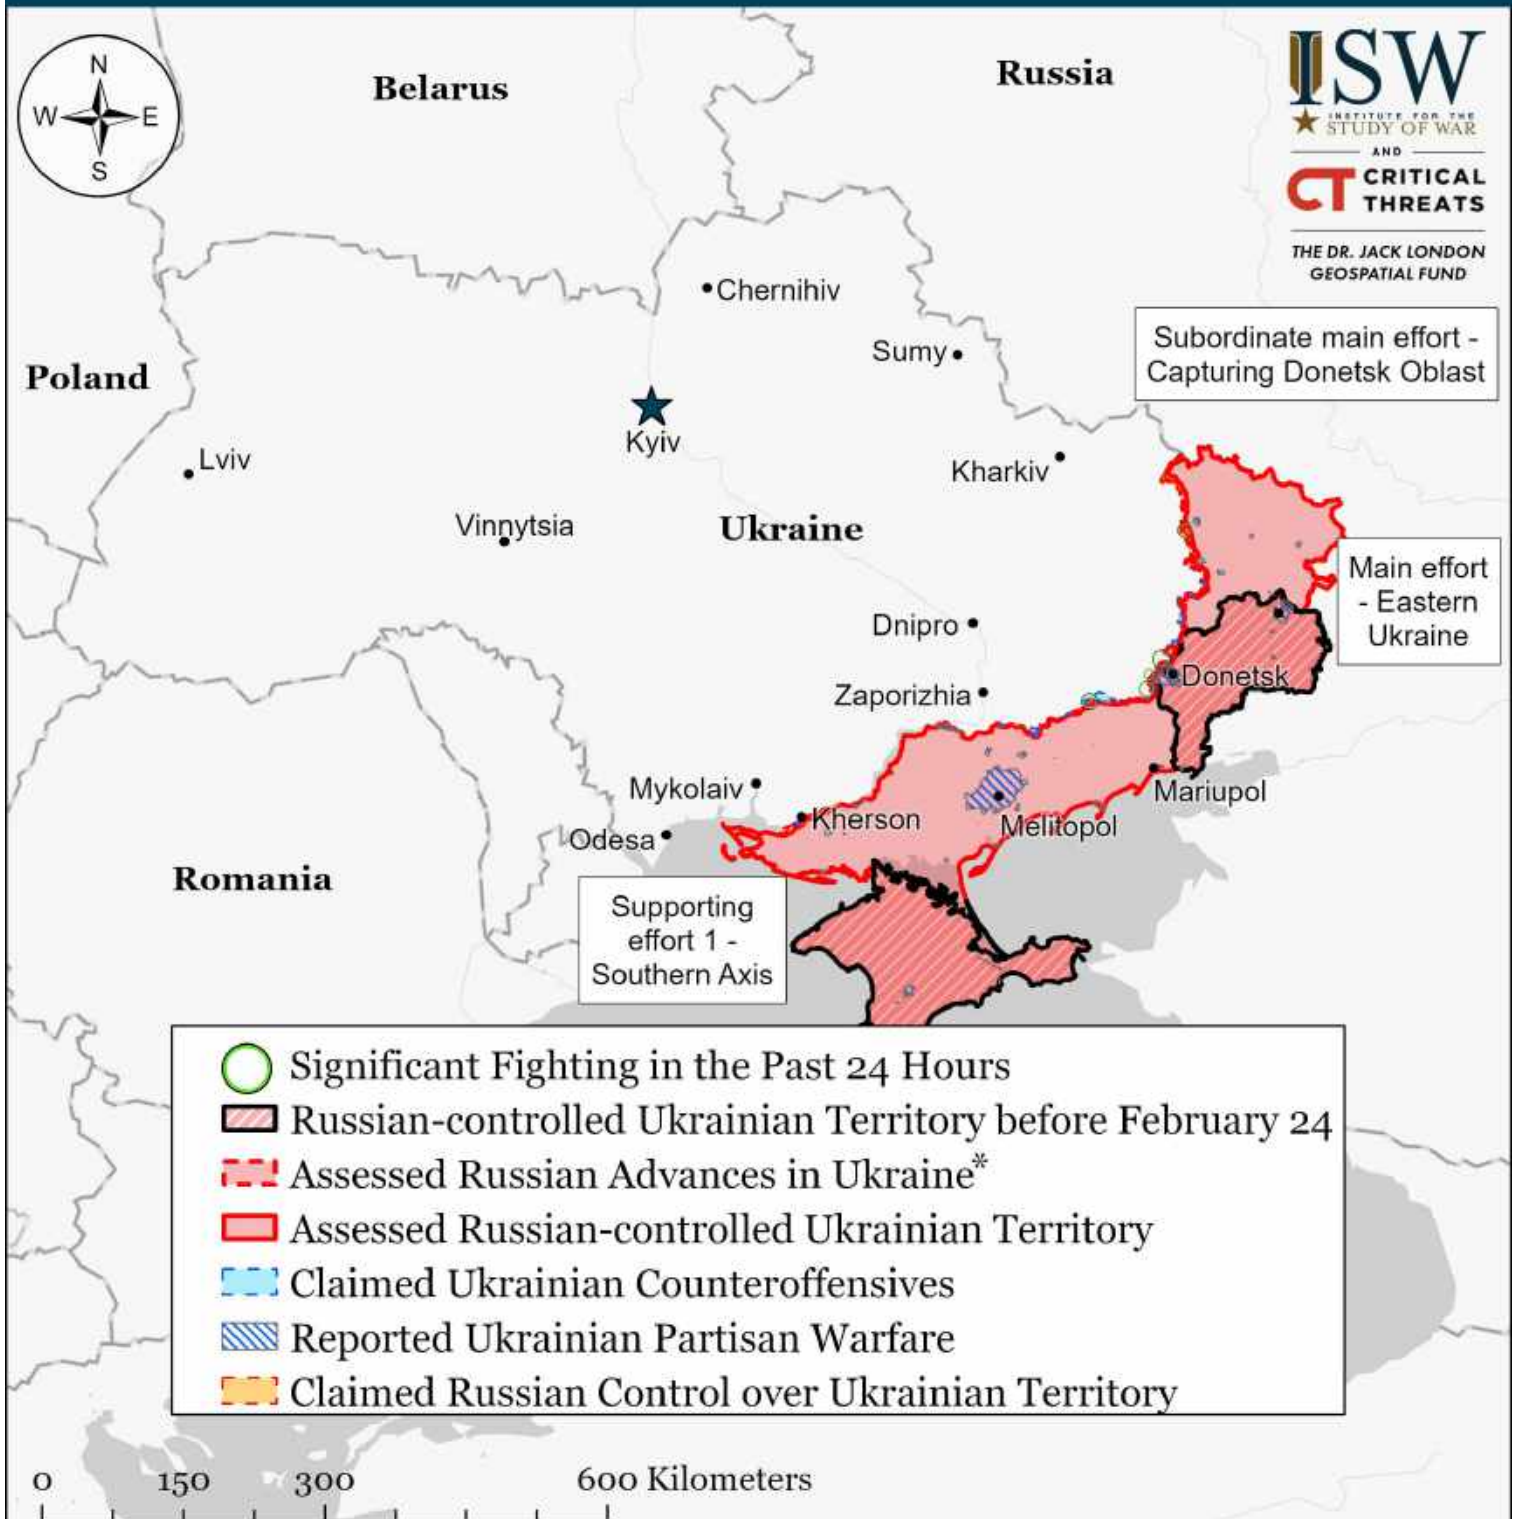 N
W
E
S
Belarus
Russia
ISW
INSTITUTE FOR THE
STUDY OF WAR
AND
CT CRITICAL
THREATS
THE DR. JACK LONDON
GEOSPATIAL FUND
Chernihiv
Subordinate main effort -
Capturing Donetsk Oblast
Sumy
Poland
Kyiv
Lviv
Kharkiv
Vinnytsia
Ukraine
Main effort
- Eastern
Ukraine
Dnipro
Donetsk
Zaporizhia
Mykolaiv
Mariupol
Kherson
Melitopol
Odesa
Romania
Supporting
effort 1 -
Southern Axis
Significant Fighting in the Past 24 Hours
Russian-controlled Ukrainian Territory before February 24
Assessed Russian Advances in Ukraine*
Assessed Russian-controlled Ukrainian Territory
Claimed Ukrainian Counteroffensives
Reported Ukrainian Partisan Warfare
Claimed Russian Control over Ukrainian Territory
0 150 300 600 Kilometers